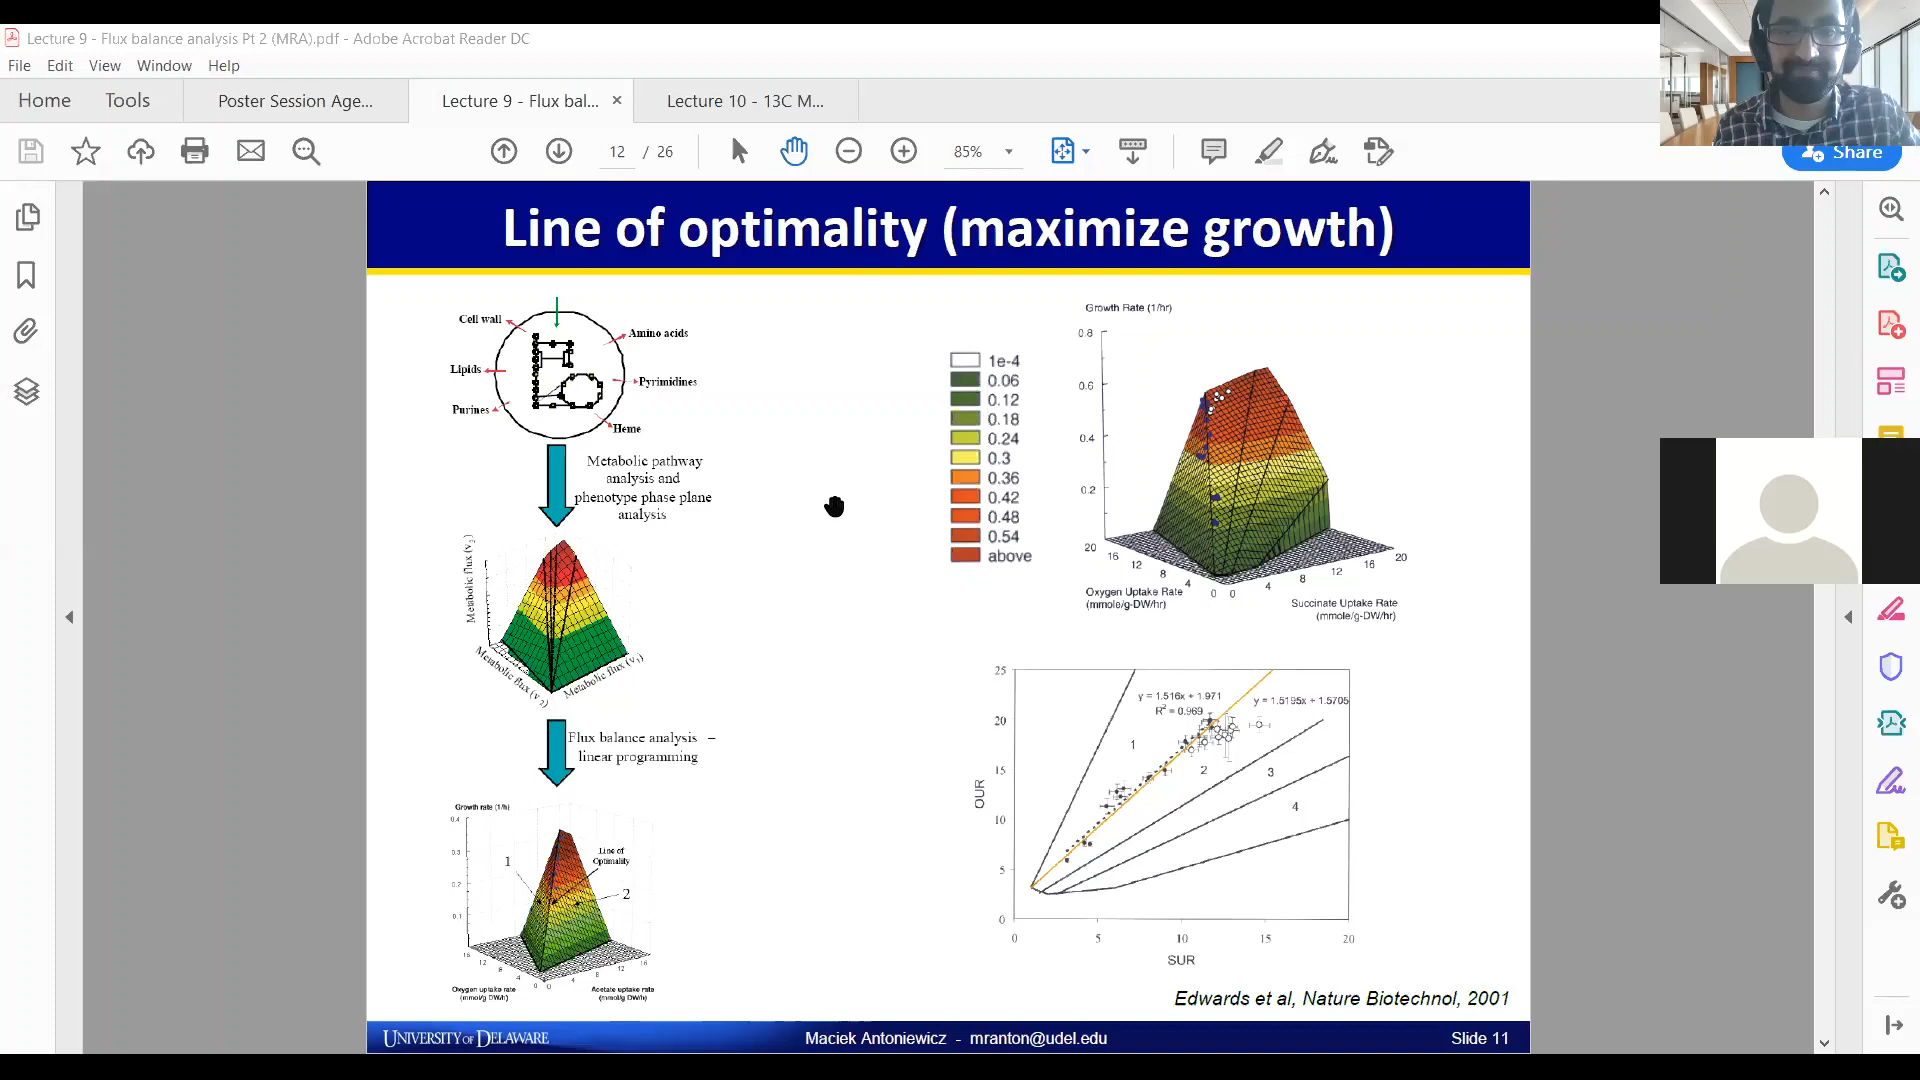 Lecture 9 - Flux balance analysis Pt 2 (MRA).pdf - Adobe Acrobat Reader DC
File Edit View Window Help
Home Tools Poster Session Age... Lecture 9 - Flux bal... × Lecture 10 - 13C M...
12 / 26 85%
Share
Line of optimality (maximize growth)
Cell wall
Amino acids
Lipids
Pyrimidines
Purines
Heme
Metabolic pathway
analysis and
phenotype phase plane
analysis
Metabolic flux (v3)
Metabolic flux (v2)
Metabolic flux (v1)
Flux balance analysis –
linear programming
Growth rate (1/h)
0.4
0.3
0.2
0.1
1
Line of
Optimality
2
16 12 8 4 0 0 4 8 12 16
Oxygen uptake rate
(mmol/g DW/h)
Acetate uptake rate
(mmol/g DW/h)
1e-4
0.06
0.12
0.18
0.24
0.3
0.36
0.42
0.48
0.54
above
Growth Rate (1/hr)
0.8
0.6
0.4
0.2
20 16 12 8 4 0 0 4 8 12 16 20
Oxygen Uptake Rate
(mmole/g-DW/hr)
Succinate Uptake Rate
(mmole/g-DW/hr)
25
20
15
10
5
0
OUR
y = 1.516x + 1.971
R² = 0.969
y = 1.5195x + 1.5705
1
2
3
4
0 5 10 15 20
SUR
Edwards et al, Nature Biotechnol, 2001
UNIVERSITY OF DELAWARE
Maciek Antoniewicz - mranton@udel.edu
Slide 11